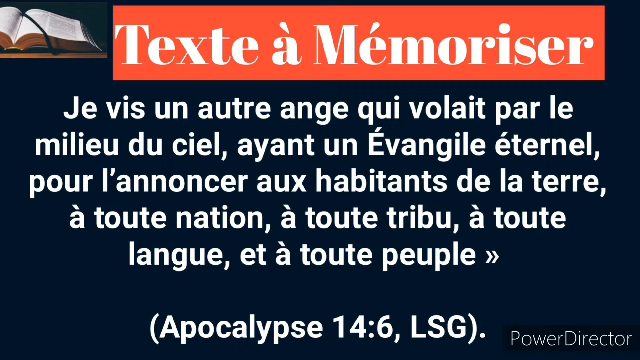 Texte à Mémoriser
Je vis un autre ange qui volait par le
milieu du ciel, ayant un Évangile éternel,
pour l’annoncer aux habitants de la terre,
à toute nation, à toute tribu, à toute
langue, et à toute peuple »
(Apocalypse 14:6, LSG).
PowerDirector